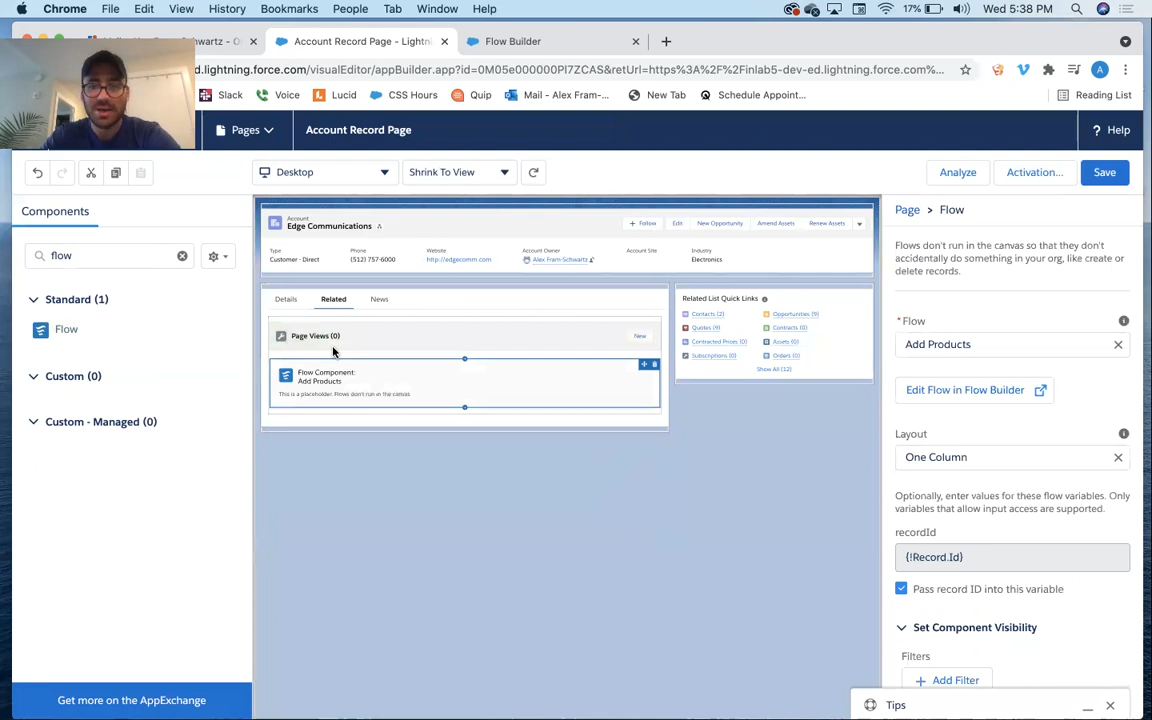 Chrome File Edit View History Bookmarks People Tab Window Help
17% Wed 5:38 PM
Schwartz - O
Account Record Page - Lightni
Flow Builder
ed.lightning.force.com/visualEditor/appBuilder.app?id=0M05e000000PI7ZCAS&retUrl=https%3A%2F%2Finlab5-dev-ed.lightning.force.com%...
A
Slack Voice Lucid CSS Hours Quip Mail - Alex Fram-... New Tab Schedule Appoint... Reading List
Pages
Account Record Page
? Help
Desktop
Shrink To View
Analyze
Activation...
Save
Components
flow
Standard (1)
Flow
Custom (0)
Custom - Managed (0)
Get more on the AppExchange
Account
Edge Communications
+ Follow Edit New Opportunity Amend Assets Renew Assets
Type Phone Website Account Owner Account Site Industry
Customer - Direct (512) 757-6000 http://edgecomm.com Alex Fram-Schwartz Electronics
Details Related News
Page Views (0)
New
Flow Component:
Add Products
This is a placeholder. Flows don't run in the canvas.
Related List Quick Links
Contacts (2) Opportunities (9)
Quotes (9) Contracts (0)
Contracted Prices (0) Assets (0)
Subscriptions (0) Orders (0)
Show All (12)
Page > Flow
Flows don't run in the canvas so that they don't
accidentally do something in your org, like create or
delete records.
* Flow
Add Products
Edit Flow in Flow Builder
Layout
One Column
Optionally, enter values for these flow variables. Only
variables that allow input access are supported.
recordId
{!Record.Id}
Pass record ID into this variable
Set Component Visibility
Filters
+ Add Filter
Tips